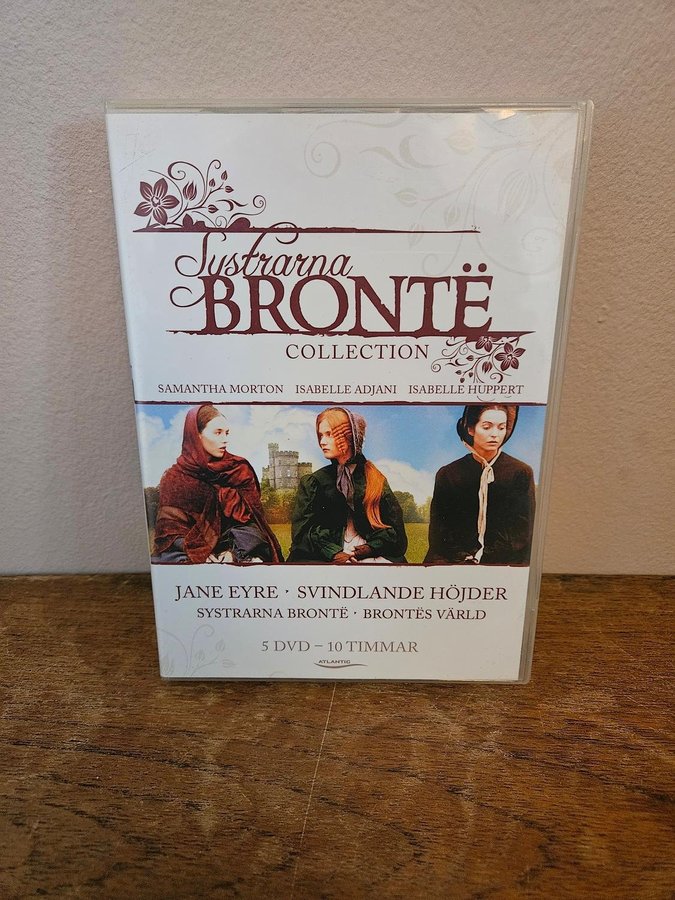 Systrarna
BRONTË
COLLECTION
SAMANTHA MORTON ISABELLE ADJANI ISABELLE HUPPERT
JANE EYRE · SVINDLANDE HÖJDER
SYSTRARNA BRONTË · BRONTËS VÄRLD
5 DVD – 10 TIMMAR
ATLANTIC